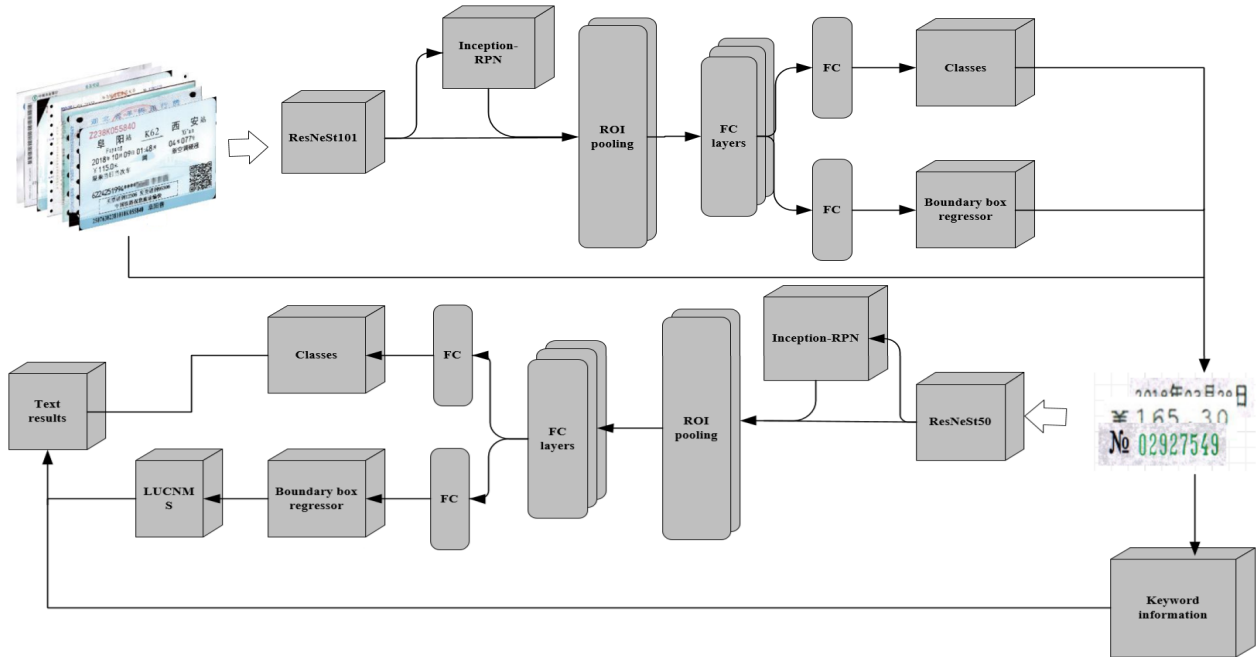 Inception-
RPN
ResNeSt101
ROI
pooling
FC
layers
FC
Classes
FC
Boundary box
regressor
Z238K055840
阜阳站
K62
西安站
2018年10月09日01:48开
¥115.0元
Classes
FC
Text
results
LUCNM
S
Boundary box
regressor
FC
FC
layers
ROI
pooling
Inception-RPN
ResNeSt50
¥165.30
№ 02927549
Keyword
information